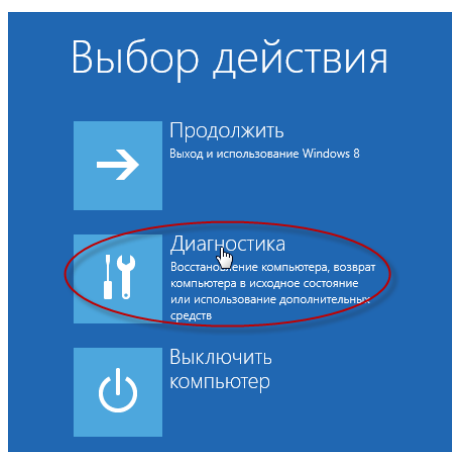 Выбор действия
Продолжить
Выход и использование Windows 8
Диагностика
Восстановление компьютера, возврат
компьютера в исходное состояние
или использование дополнительных
средств
Выключить
компьютер